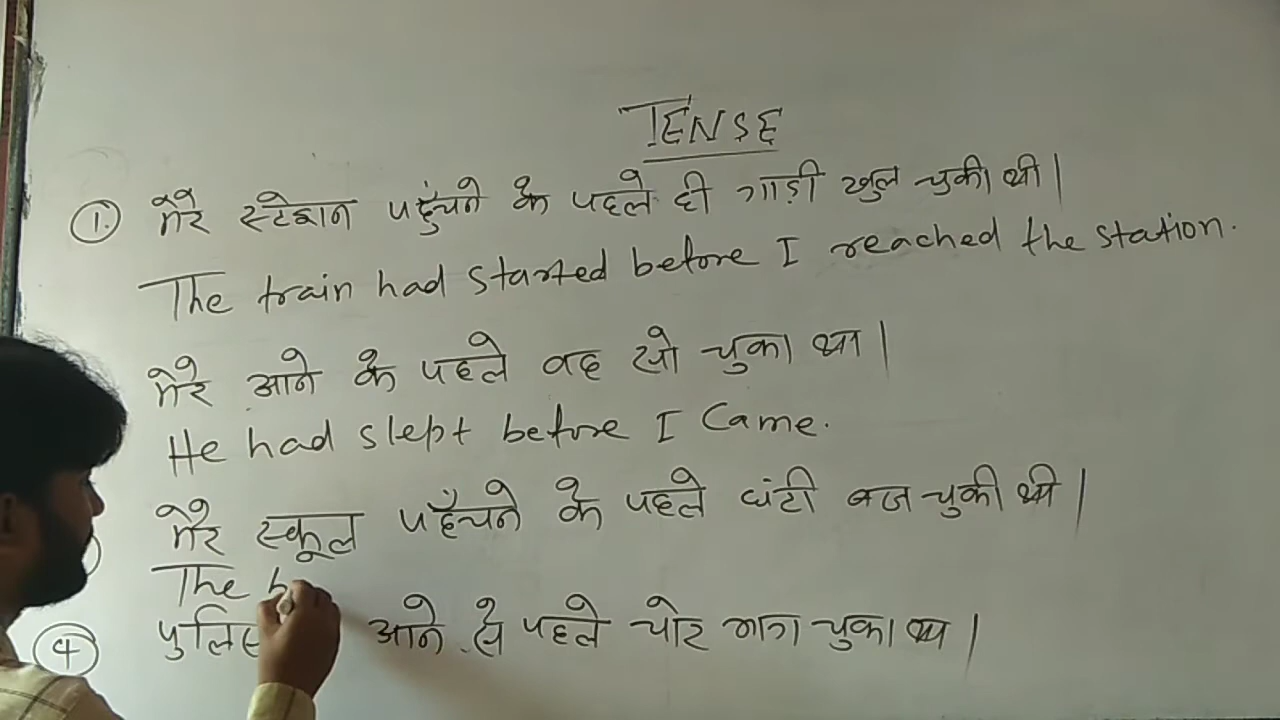 TENSE
1. मेरे स्टेशन पहुंचने के पहले ही गाड़ी खुल चुकी थी।
The train had started before I reached the station.
मेरे आने के पहले वह सो चुका था।
He had slept before I Came.
मेरे स्कूल पहुँचने के पहले घंटी बज चुकी थी।
The
4 आने से पहले चोर भाग चुका था।